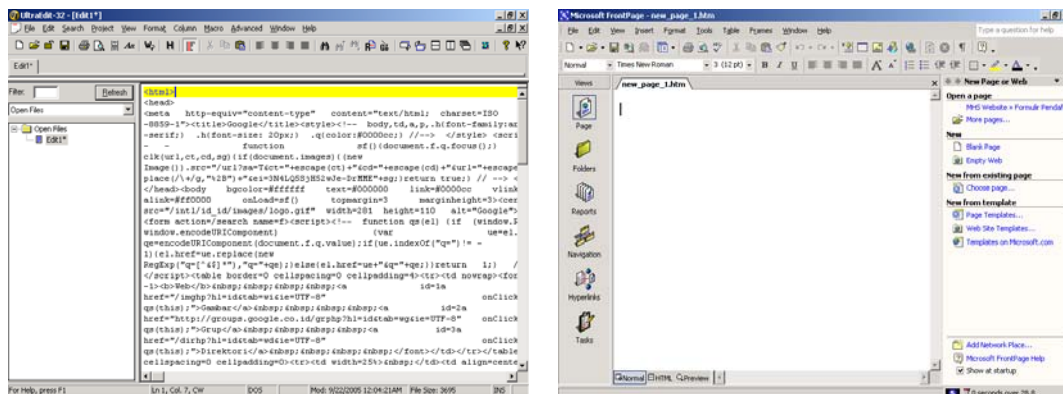 UltraEdit-32 - [Edit1*]
File Edit Search Project View Format Column Macro Advanced Window Help
Edit1*
Filter: Refresh
Open Files
Open Files
Edit1*
<html>
<head>
<meta http-equiv="content-type" content="text/html; charset=ISO
-8859-1"><title>Google</title><style><!-- body,td,a,p,.h{font-family:ar
-serif;} .h{font-size: 20px;} .q{color:#0000cc;} //--> </style> <scri
- - function sf(){document.f.q.focus();}
clk(url,ct,cd,sg){if(document.images){(new
Image()).src="/url?sa=T&ct="+escape(ct)+"&cd="+escape(cd)+"&url="+escape
place(/\+/g,"%2B")+"&ei=
</head><body bgcolor=#ffffff text=#000000 link=#0000cc vlink
alink=#ff0000 onLoad=sf() topmargin=3 marginheight=3><cen
src="/intl/id_id/images/logo.gif" width=281 height=110 alt="Google">
<form action=/search name=f><script><!-- function qs(el) {if (window.R
window.encodeURIComponent) {var ue=el.
qe=encodeURIComponent(document.f.q.value);if(ue.indexOf("q=")!= -
1){el.href=ue.replace(new
RegExp("q=[^&$]*"),"q="+qe);}else{el.href=ue+"&q="+qe;}}return 1;} /
</script><table border=0 cellspacing=0 cellpadding=4><tr><td nowrap><fon
-1><b>Web</b>&nbsp;&nbsp;&nbsp;&nbsp;<a id=1a
href="/imghp?hl=id&tab=wi&ie=UTF-8" onClick
qs(this);">Gambar</a>&nbsp;&nbsp;&nbsp;&nbsp;<a id=2a
href="http://groups.google.co.id/grphp?hl=id&tab=wg&ie=UTF-8" onClick
qs(this);">Grup</a>&nbsp;&nbsp;&nbsp;&nbsp;<a id=3a
href="/dirhp?hl=id&tab=wd&ie=UTF-8" onClick
qs(this);">Direktori</a>&nbsp;&nbsp;&nbsp;&nbsp;</font></td></tr></table
cellspacing=0 cellpadding=0><tr><td width=25%>&nbsp;</td><td align=cente
For Help, press F1 Ln 1, Col. 7, CW DOS Mod: 9/22/2005 12:04:21AM File Size: 3695 INS
Microsoft FrontPage - new_page_1.htm
File Edit View Insert Format Tools Table Frames Window Help Type a question for help
Normal Times New Roman 3 (12 pt) B I U
Views
Page
Folders
Reports
Navigation
Hyperlinks
Tasks
new_page_1.htm
Normal HTML Preview
New Page or Web
Open a page
MHS Website » Formulir Pendaf
More pages...
New
Blank Page
Empty Web
New from existing page
Choose page...
New from template
Page Templates...
Web Site Templates...
Templates on Microsoft.com
Add Network Place...
Microsoft FrontPage Help
Show at startup
0 seconds over 28.8